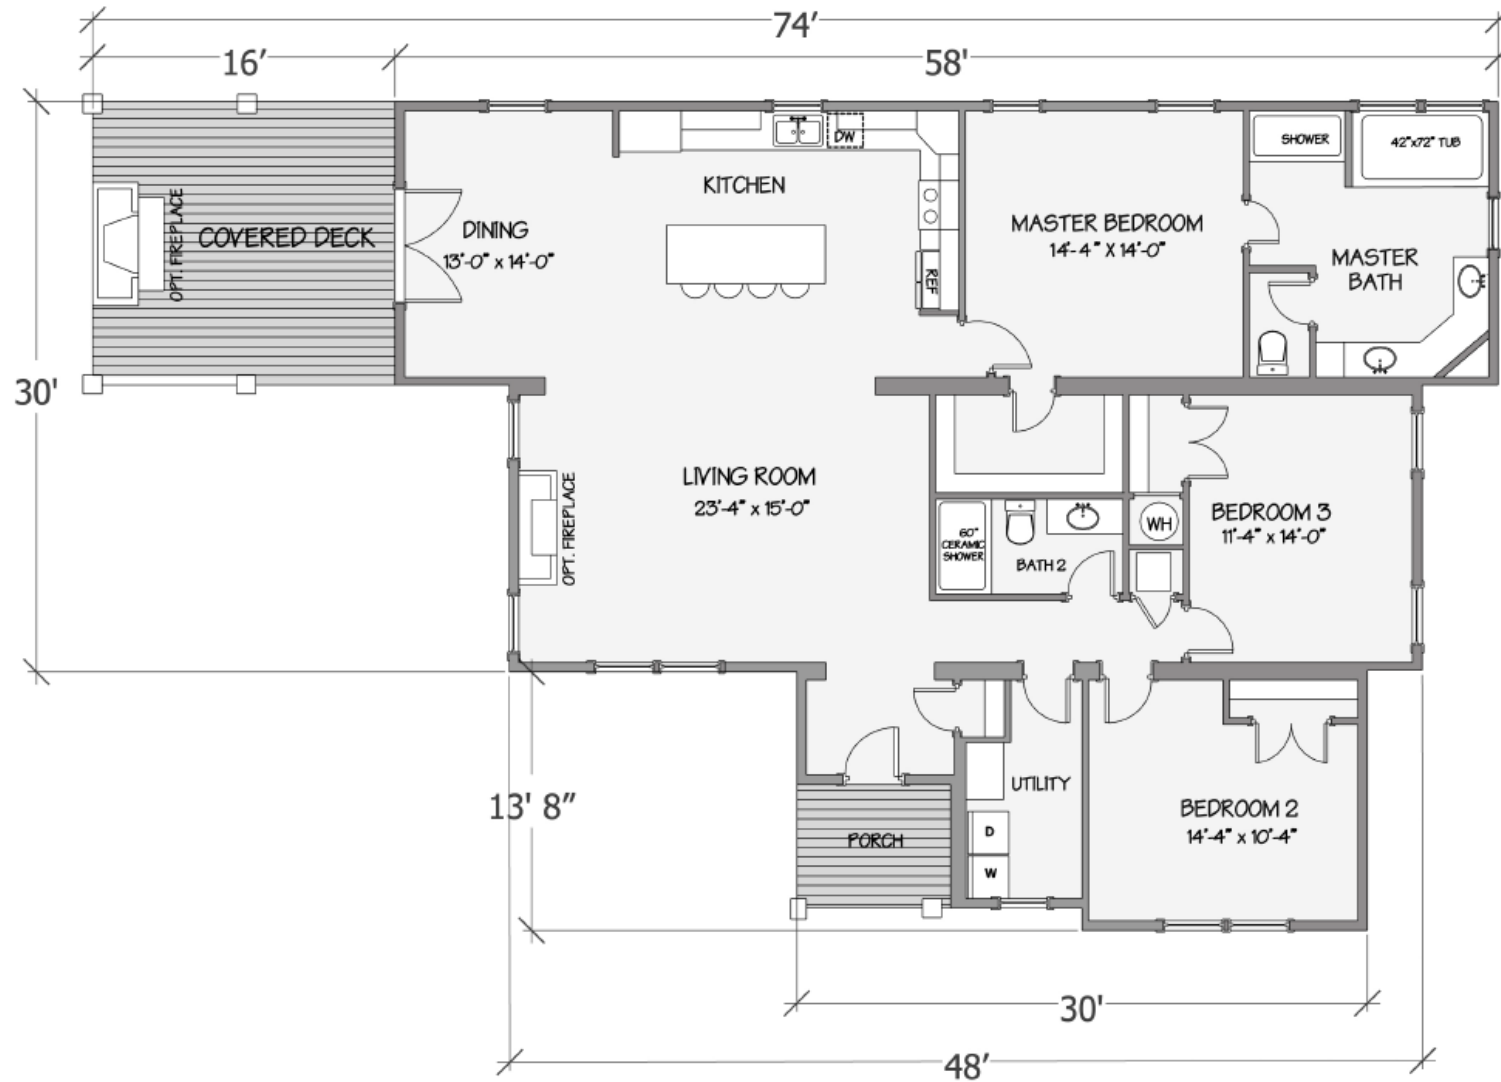 74'
16'
58'
30'
COVERED DECK
OPT. FIREPLACE
DINING
13'-0" x 14'-0"
KITCHEN
DW
REF
MASTER BEDROOM
14'-4" X 14'-0"
SHOWER
42"x72" TUB
MASTER
BATH
LIVING ROOM
23'-4" x 15'-0"
OPT. FIREPLACE
60"
CERAMIC
SHOWER
BATH 2
WH
BEDROOM 3
11'-4" x 14'-0"
13' 8"
PORCH
UTILITY
D
W
BEDROOM 2
14'-4" x 10'-4"
30'
48'